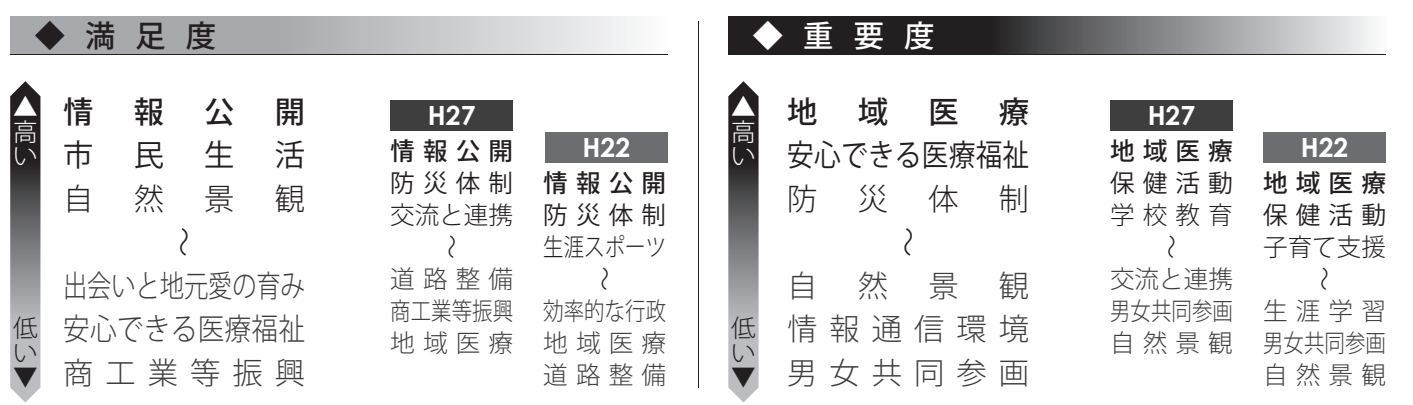 ◆ 満足度
高い
低い
情報公開
市民生活
自然景観
〜
出会いと地元愛の育み
安心できる医療福祉
商工業等振興
H27
情報公開
防災体制
交流と連携
〜
道路整備
商工業等振興
地域医療
H22
情報公開
防災体制
生涯スポーツ
〜
効率的な行政
地域医療
道路整備
◆ 重要度
高い
低い
地域医療
安心できる医療福祉
防災体制
〜
自然景観
情報通信環境
男女共同参画
H27
地域医療
保健活動
学校教育
〜
交流と連携
男女共同参画
自然景観
H22
地域医療
保健活動
子育て支援
〜
生涯学習
男女共同参画
自然景観